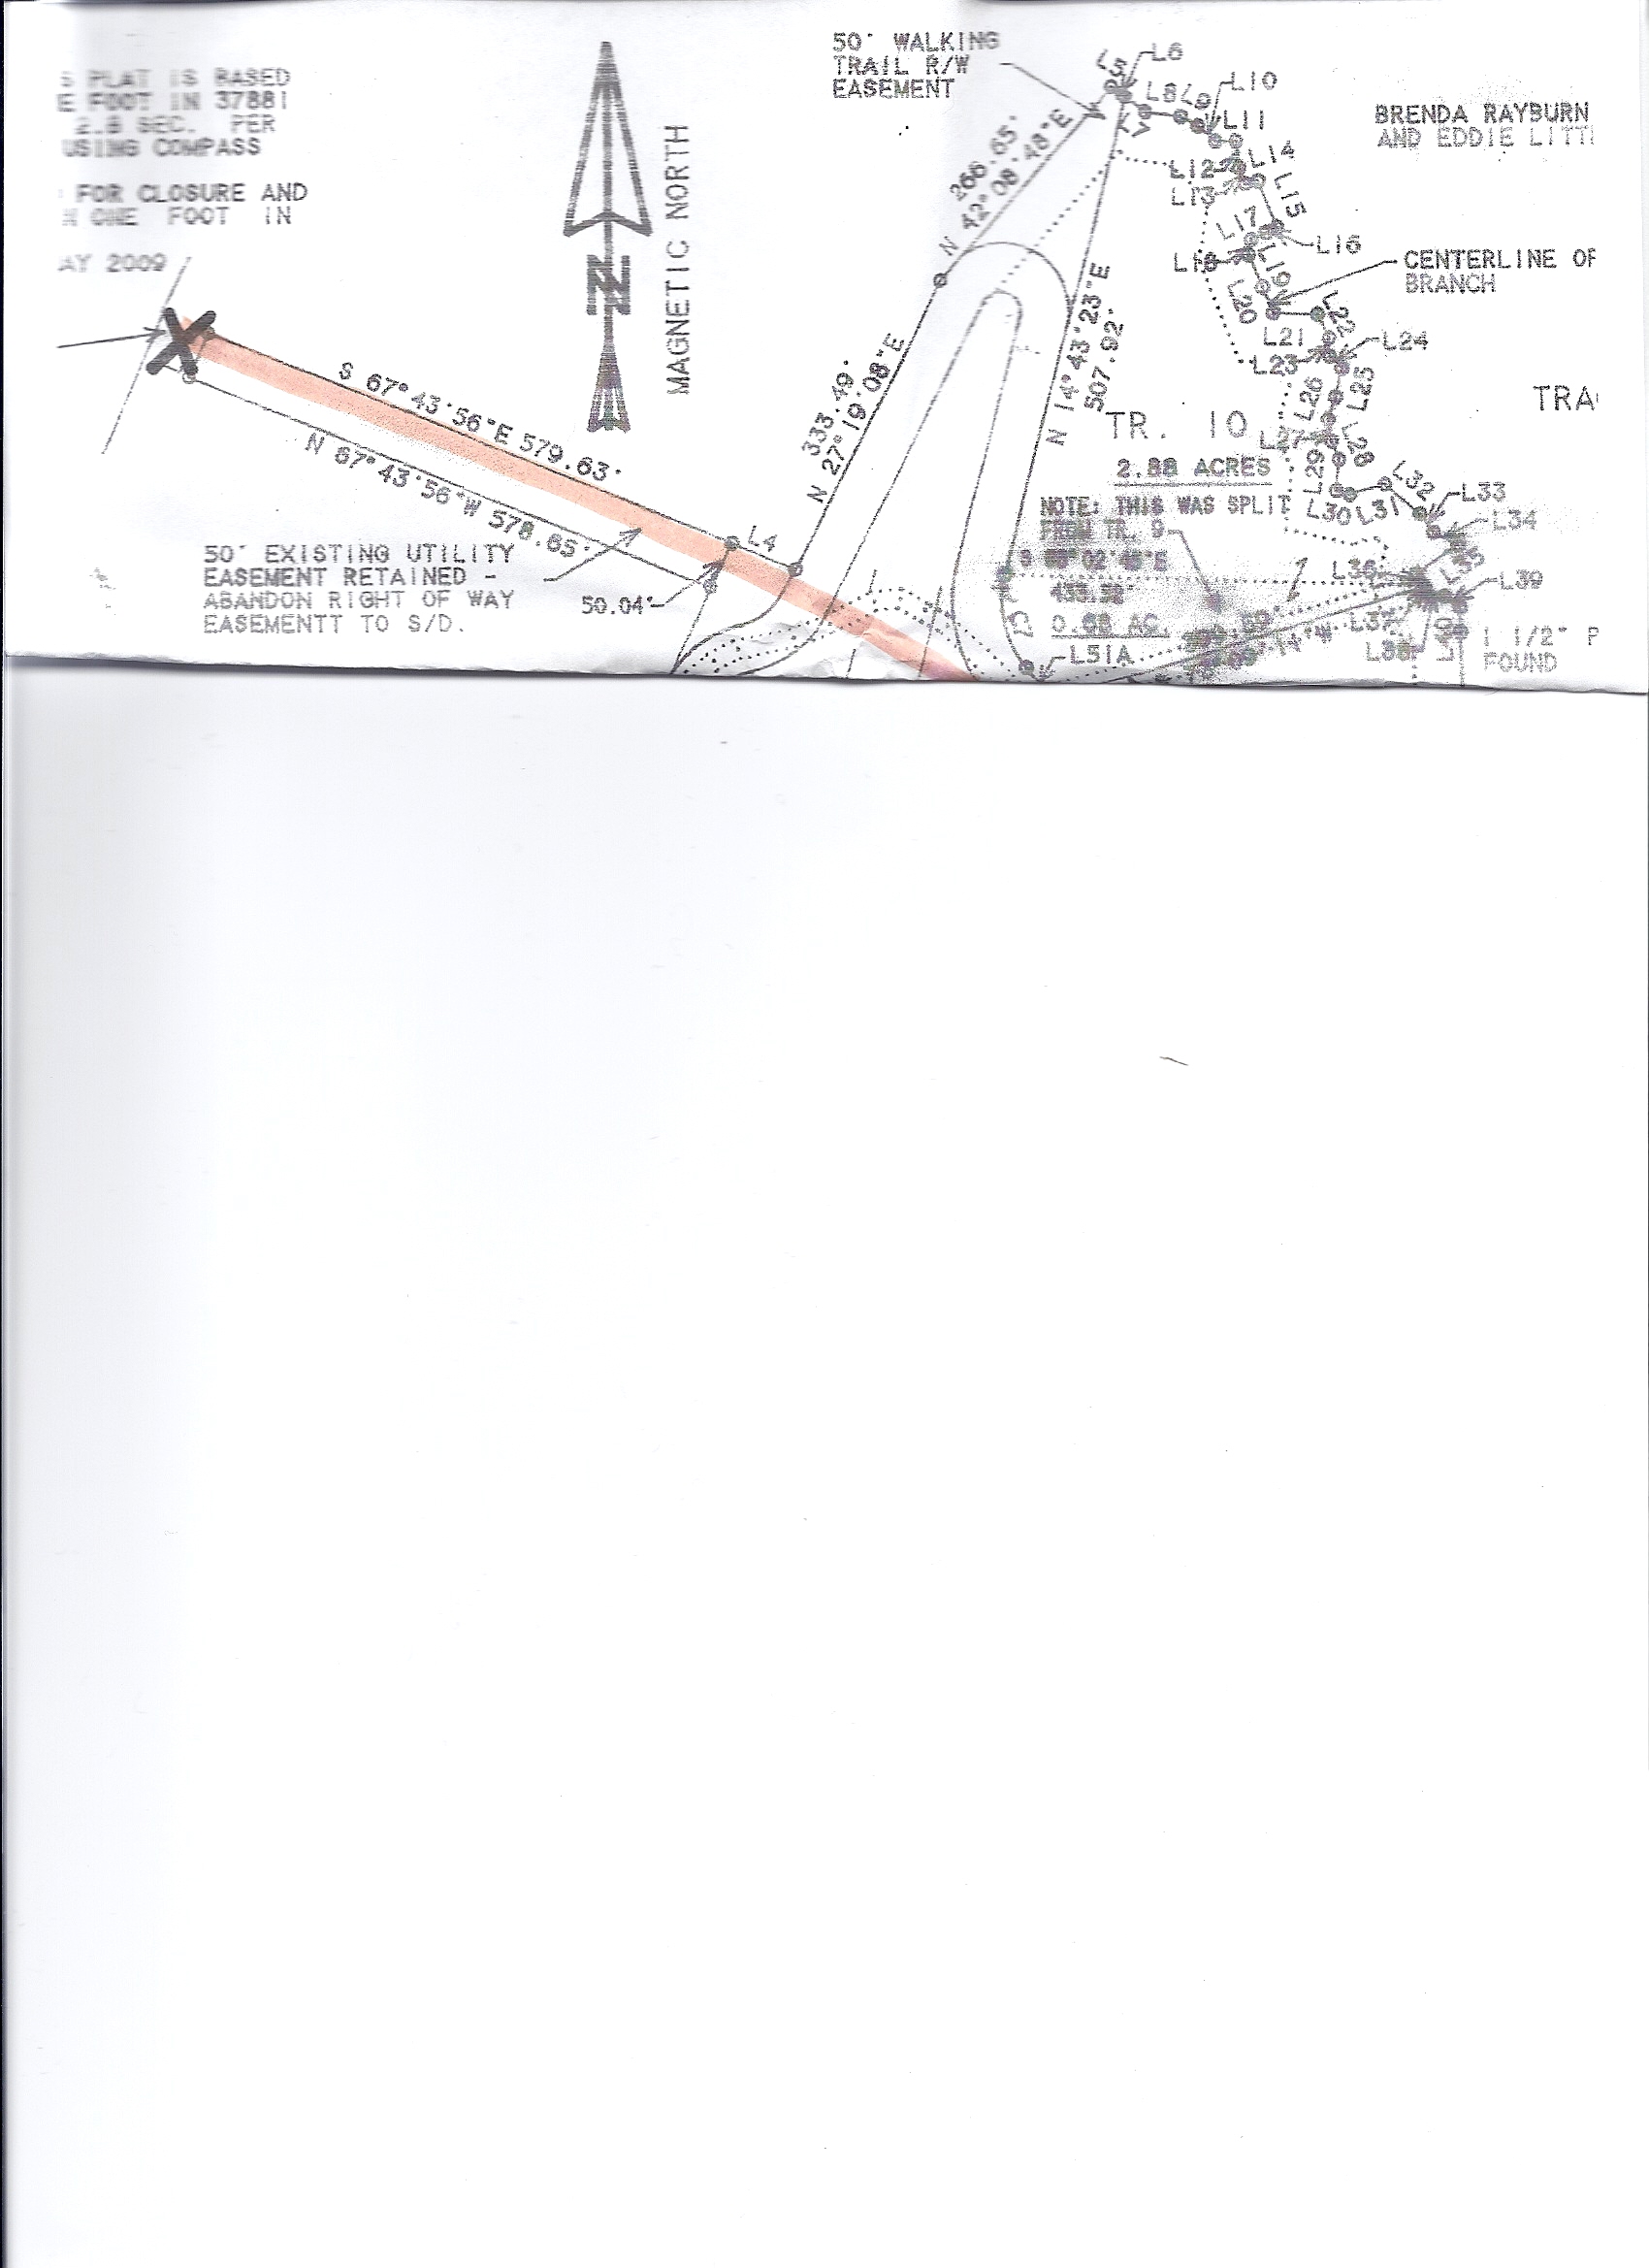 S PLAT IS BASED
E FOOT IN 37881
2.8 SEC. PER
USING COMPASS
FOR CLOSURE AND
H ONE FOOT IN
AY 2009
N
MAGNETIC NORTH
50' WALKING
TRAIL R/W
EASEMENT
266.65'
N 42°08'48"E
333.49'
N 27°19'08"E
S 67°43'56"E 579.63'
N 67°43'56"W 578.65'
50' EXISTING UTILITY
EASEMENT RETAINED -
ABANDON RIGHT OF WAY
EASEMENTT TO S/D.
50.04'
L4
N 14°43'23"E
507.92'
L5
L6
L7
L8
L9
L10
L11
L12
L13
L14
L15
L16
L17
L18
L19
L20
L21
L22
L23
L24
L25
L26
L27
L28
L29
L30
L31
L32
L33
L34
L35
L36
L37
L38
L39
BRENDA RAYBURN
AND EDDIE LITT
CENTERLINE OF
BRANCH
TRA
TR. 10
2.88 ACRES
NOTE: THIS WAS SPLIT
FROM TR. 9
02'48"E
0.68 AC.
C7
L51A
1 1/2" P
FOUND